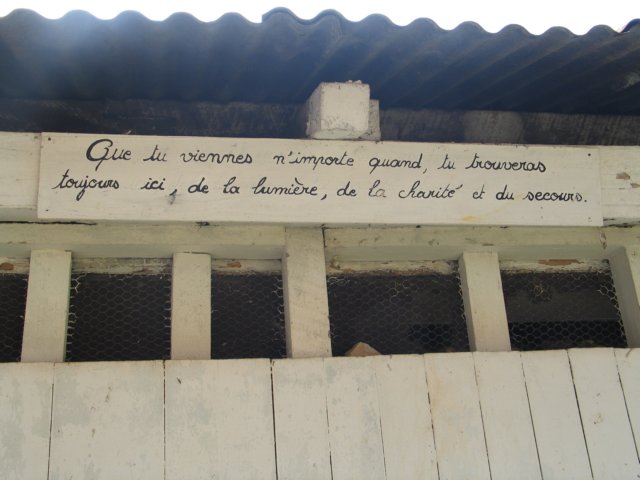 Que tu viennes n'importe quand, tu trouveras
toujours ici, de la lumière, de la charité et du secours.